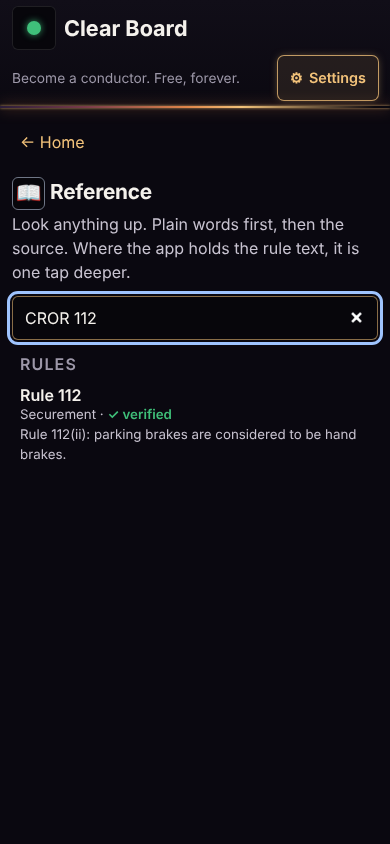 Clear Board
Become a conductor. Free, forever.
⚙ Settings
← Home
📖 Reference
Look anything up. Plain words first, then the
source. Where the app holds the rule text, it is
one tap deeper.
CROR 112 ×
RULES
Rule 112
Securement · ✓ verified
Rule 112(ii): parking brakes are considered to be hand
brakes.